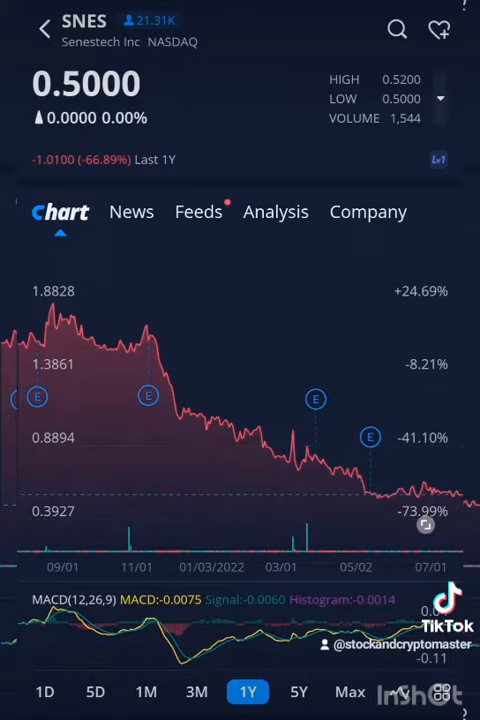 SNES 21.31K
Senestech Inc NASDAQ
0.5000
0.0000 0.00%
HIGH 0.5200
LOW 0.5000
VOLUME 1,544
-1.0100 (-66.89%) Last 1Y
Lv1
Chart News Feeds Analysis Company
1.8828 +24.69%
1.3861 -8.21%
E E E E
0.8894 -41.10%
0.3927 -73.99%
09/01 11/01 01/03/2022 03/01 05/02 07/01
MACD(12,26,9) MACD:-0.0075 Signal:-0.0060 Histogram:-0.0014
TikTok
@stockandcryptomaster
-0.11
1D 5D 1M 3M 1Y 5Y Max
InShot